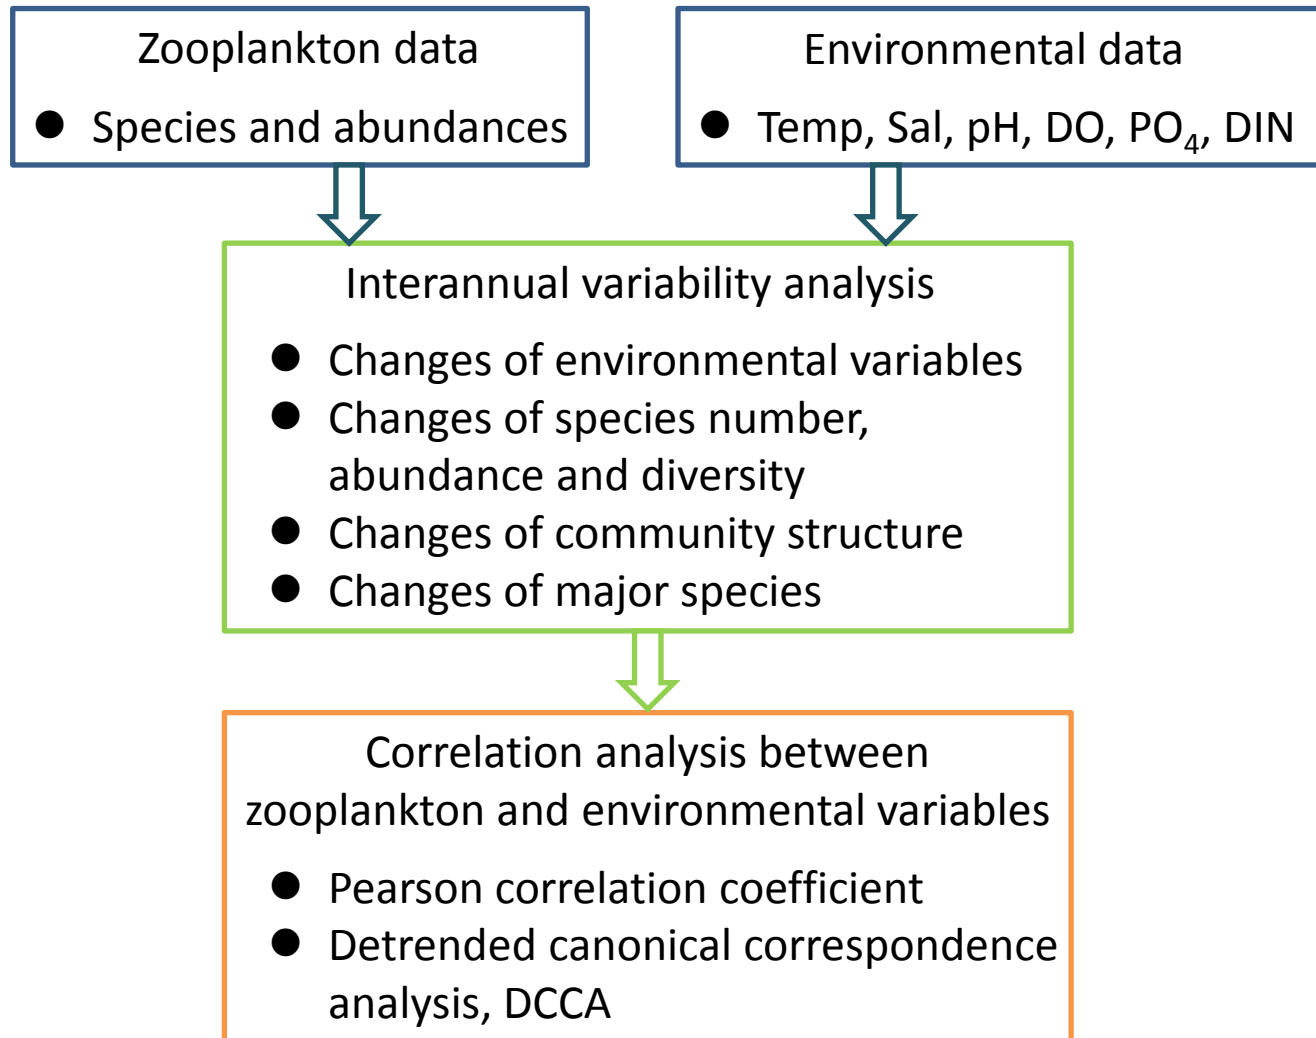 Zooplankton data
● Species and abundances
Environmental data
● Temp, Sal, pH, DO, PO₄, DIN
Interannual variability analysis
● Changes of environmental variables
● Changes of species number,
abundance and diversity
● Changes of community structure
● Changes of major species
Correlation analysis between
zooplankton and environmental variables
● Pearson correlation coefficient
● Detrended canonical correspondence
analysis, DCCA